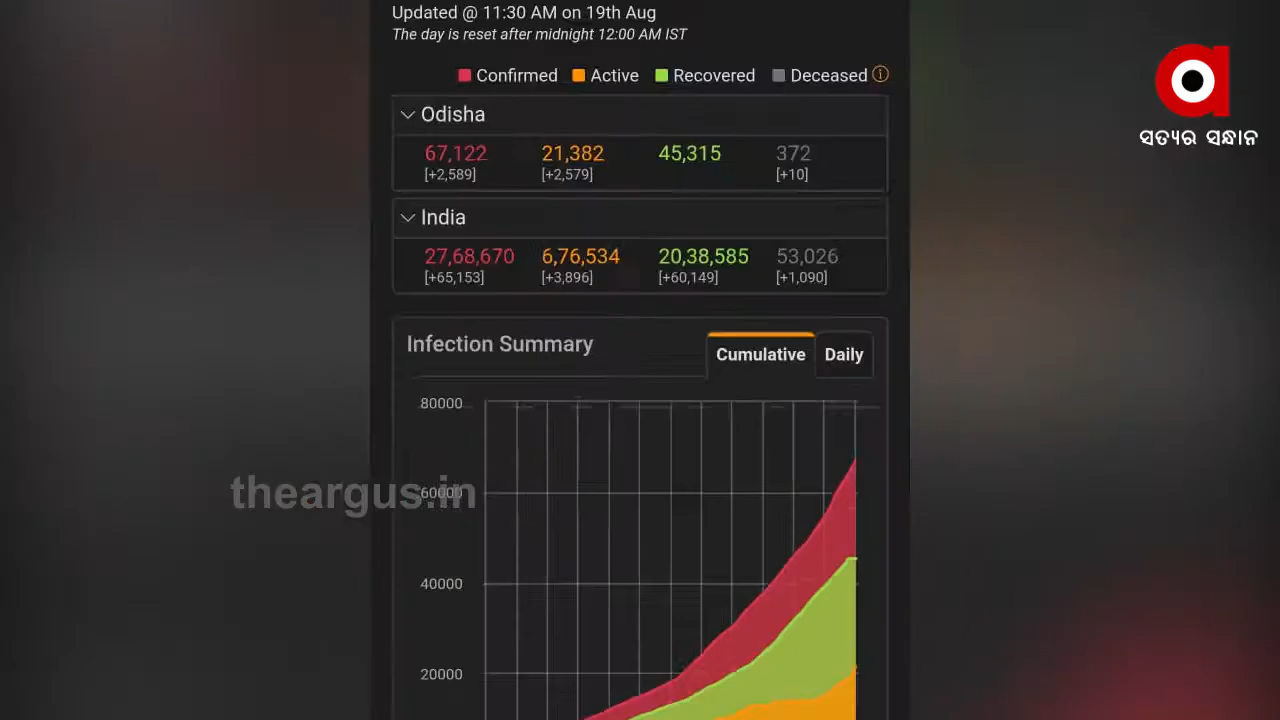 Updated @ 11:30 AM on 19th Aug
The day is reset after midnight 12:00 AM IST
Confirmed Active Recovered Deceased
Odisha
67,122 21,382 45,315 372
[+2,589] [+2,579] [+10]
India
27,68,670 6,76,534 20,38,585 53,026
[+65,153] [+3,896] [+60,149] [+1,090]
Infection Summary
Cumulative Daily
80000
60000
40000
20000
theargus.in
ସତ୍ୟର ସନ୍ଧାନ